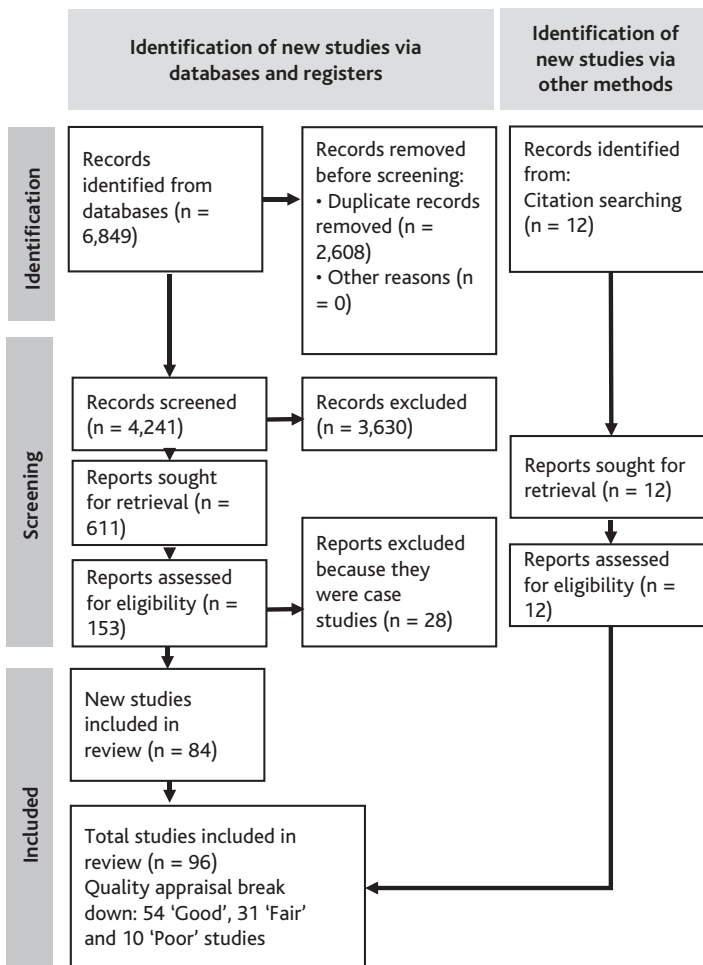 Identification of new studies via
databases and registers
Identification of
new studies via
other methods
Identification
Records
identified from
databases (n =
6,849)
Records removed
before screening:
• Duplicate records
removed (n =
2,608)
• Other reasons (n
= 0)
Records identified
from:
Citation searching
(n = 12)
Screening
Records screened
(n = 4,241)
Records excluded
(n = 3,630)
Reports sought
for retrieval (n =
611)
Reports sought for
retrieval (n = 12)
Reports assessed
for eligibility (n =
153)
Reports excluded
because they
were case
studies (n = 28)
Reports assessed
for eligibility (n =
12)
Included
New studies
included in
review (n = 84)
Total studies included in
review (n = 96)
Quality appraisal break
down: 54 ‘Good’, 31 ‘Fair’
and 10 ‘Poor’ studies